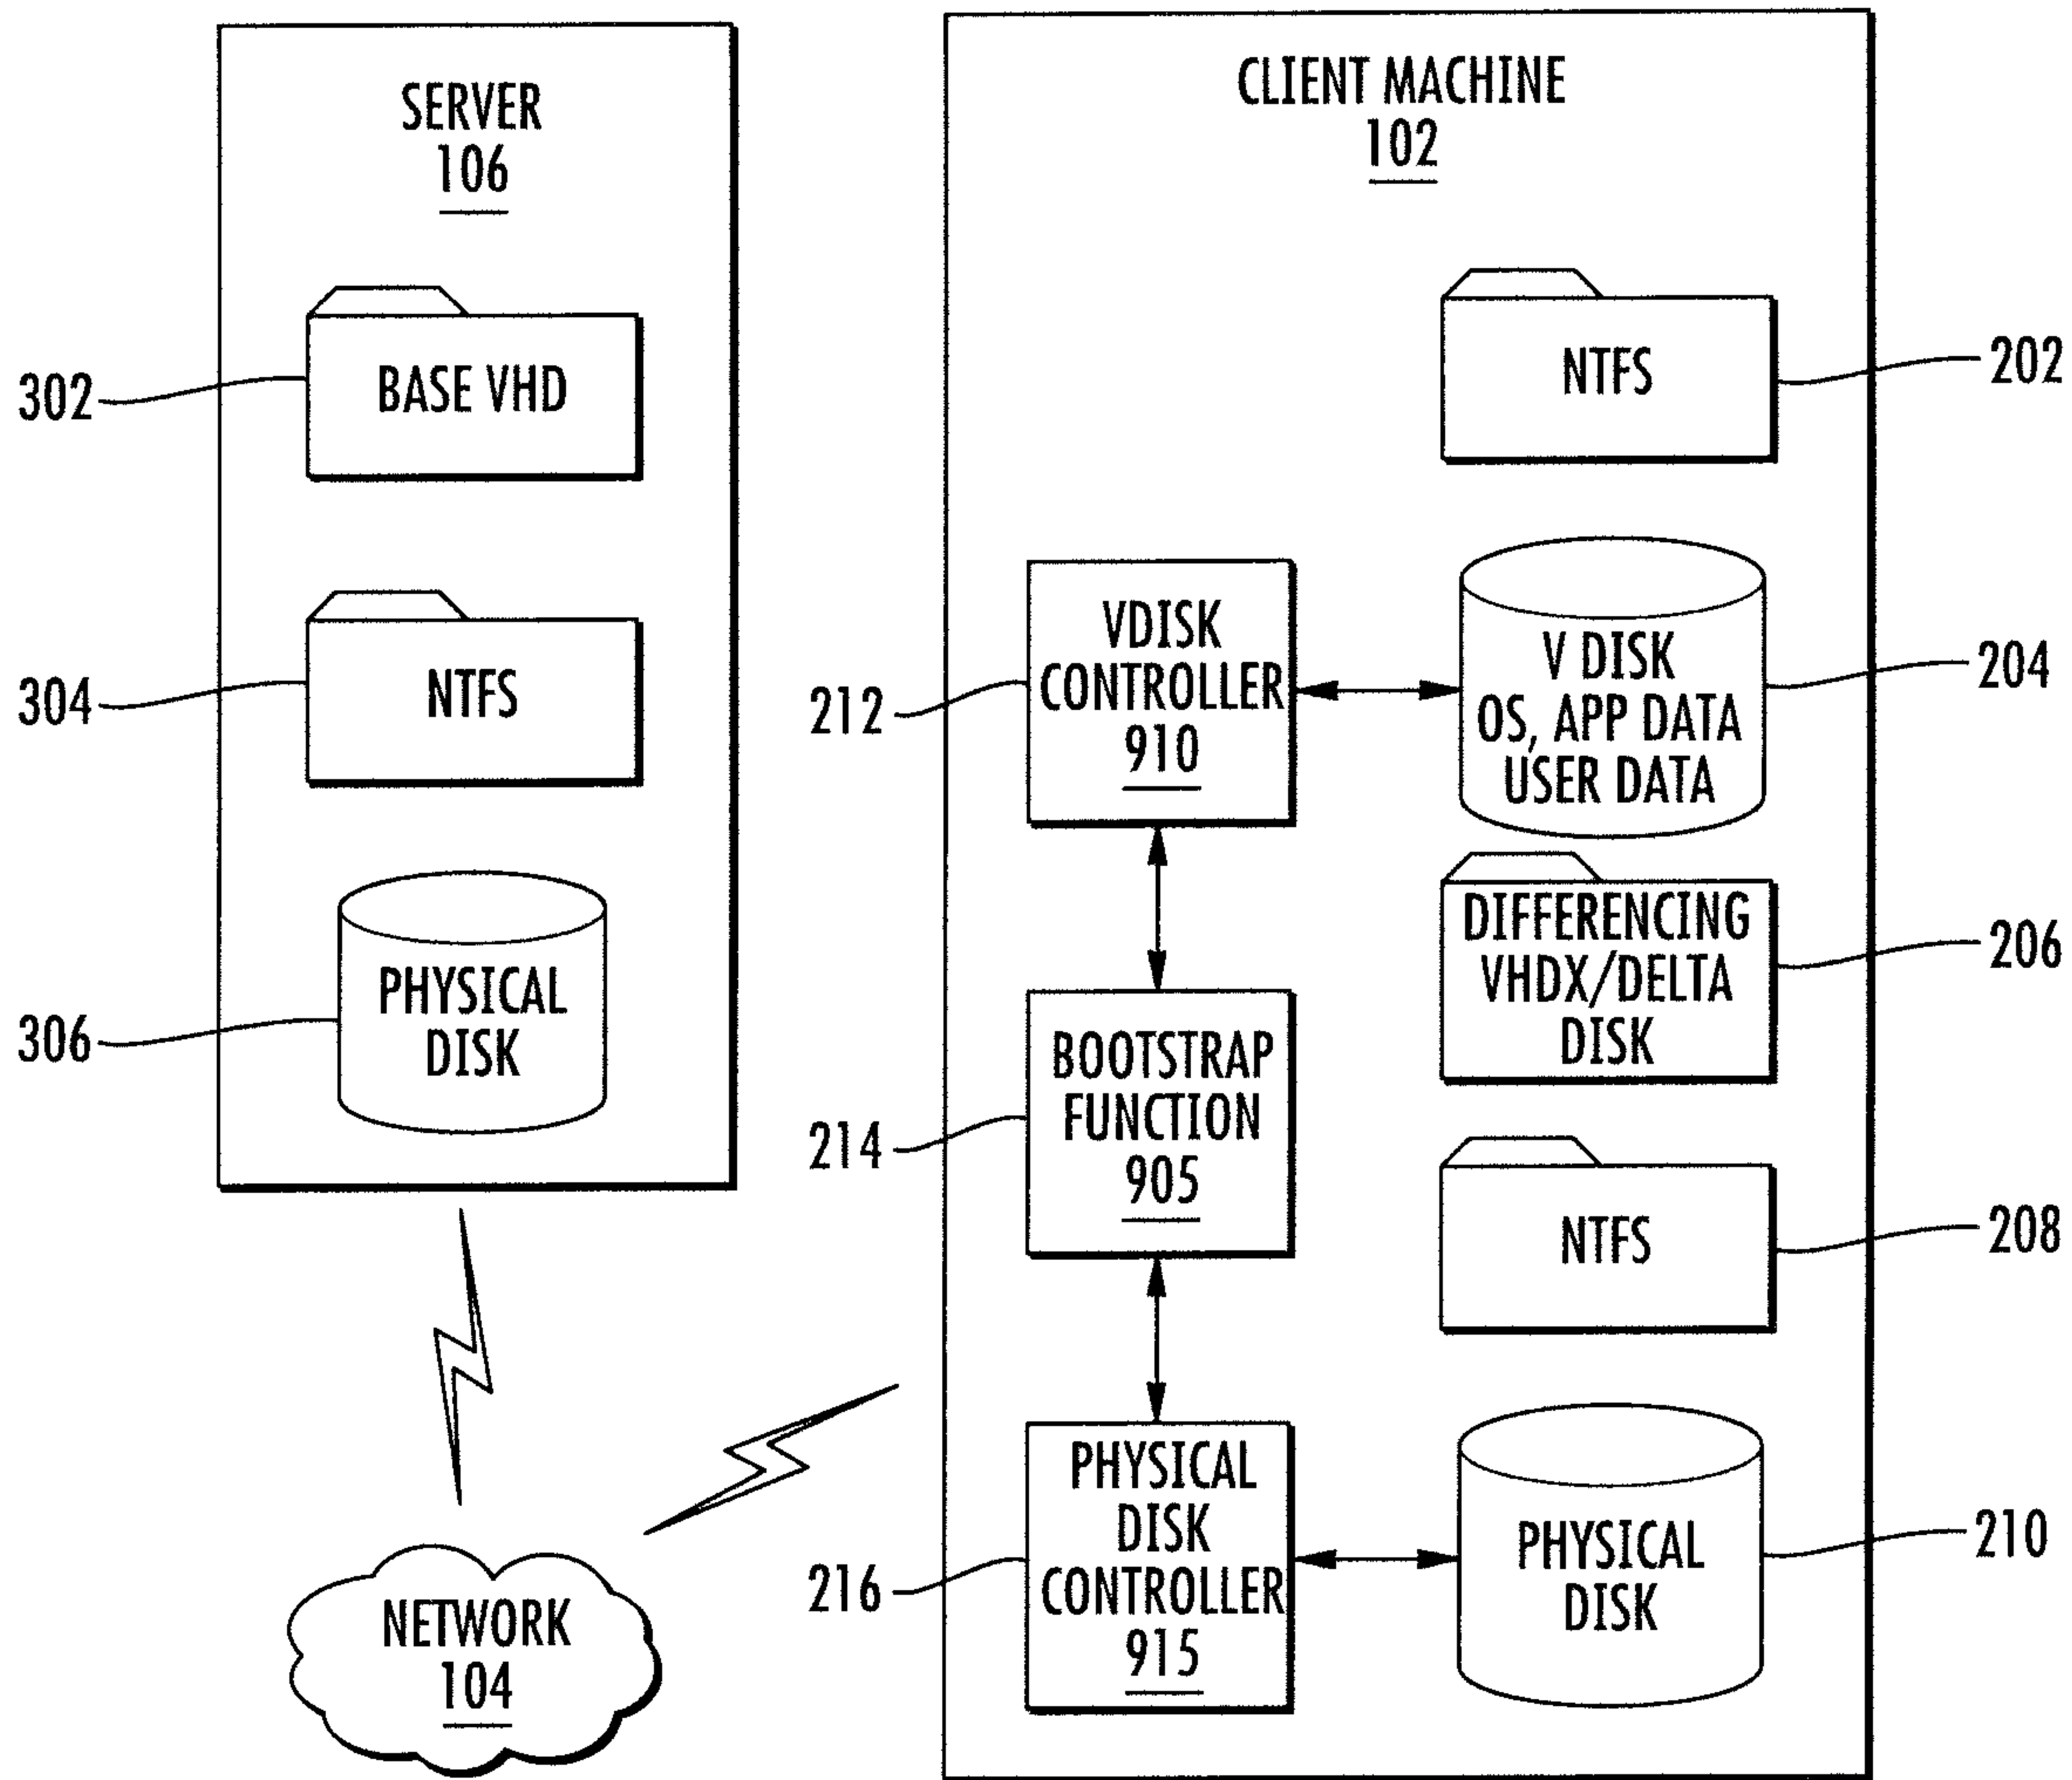 SERVER
106
BASE VHD
302
NTFS
304
PHYSICAL
DISK
306
NETWORK
104
CLIENT MACHINE
102
NTFS
202
VDISK
CONTROLLER
910
212
V DISK
OS, APP DATA
USER DATA
204
DIFFERENCING
VHDX/DELTA
DISK
206
BOOTSTRAP
FUNCTION
905
214
NTFS
208
PHYSICAL
DISK
CONTROLLER
915
216
PHYSICAL
DISK
210